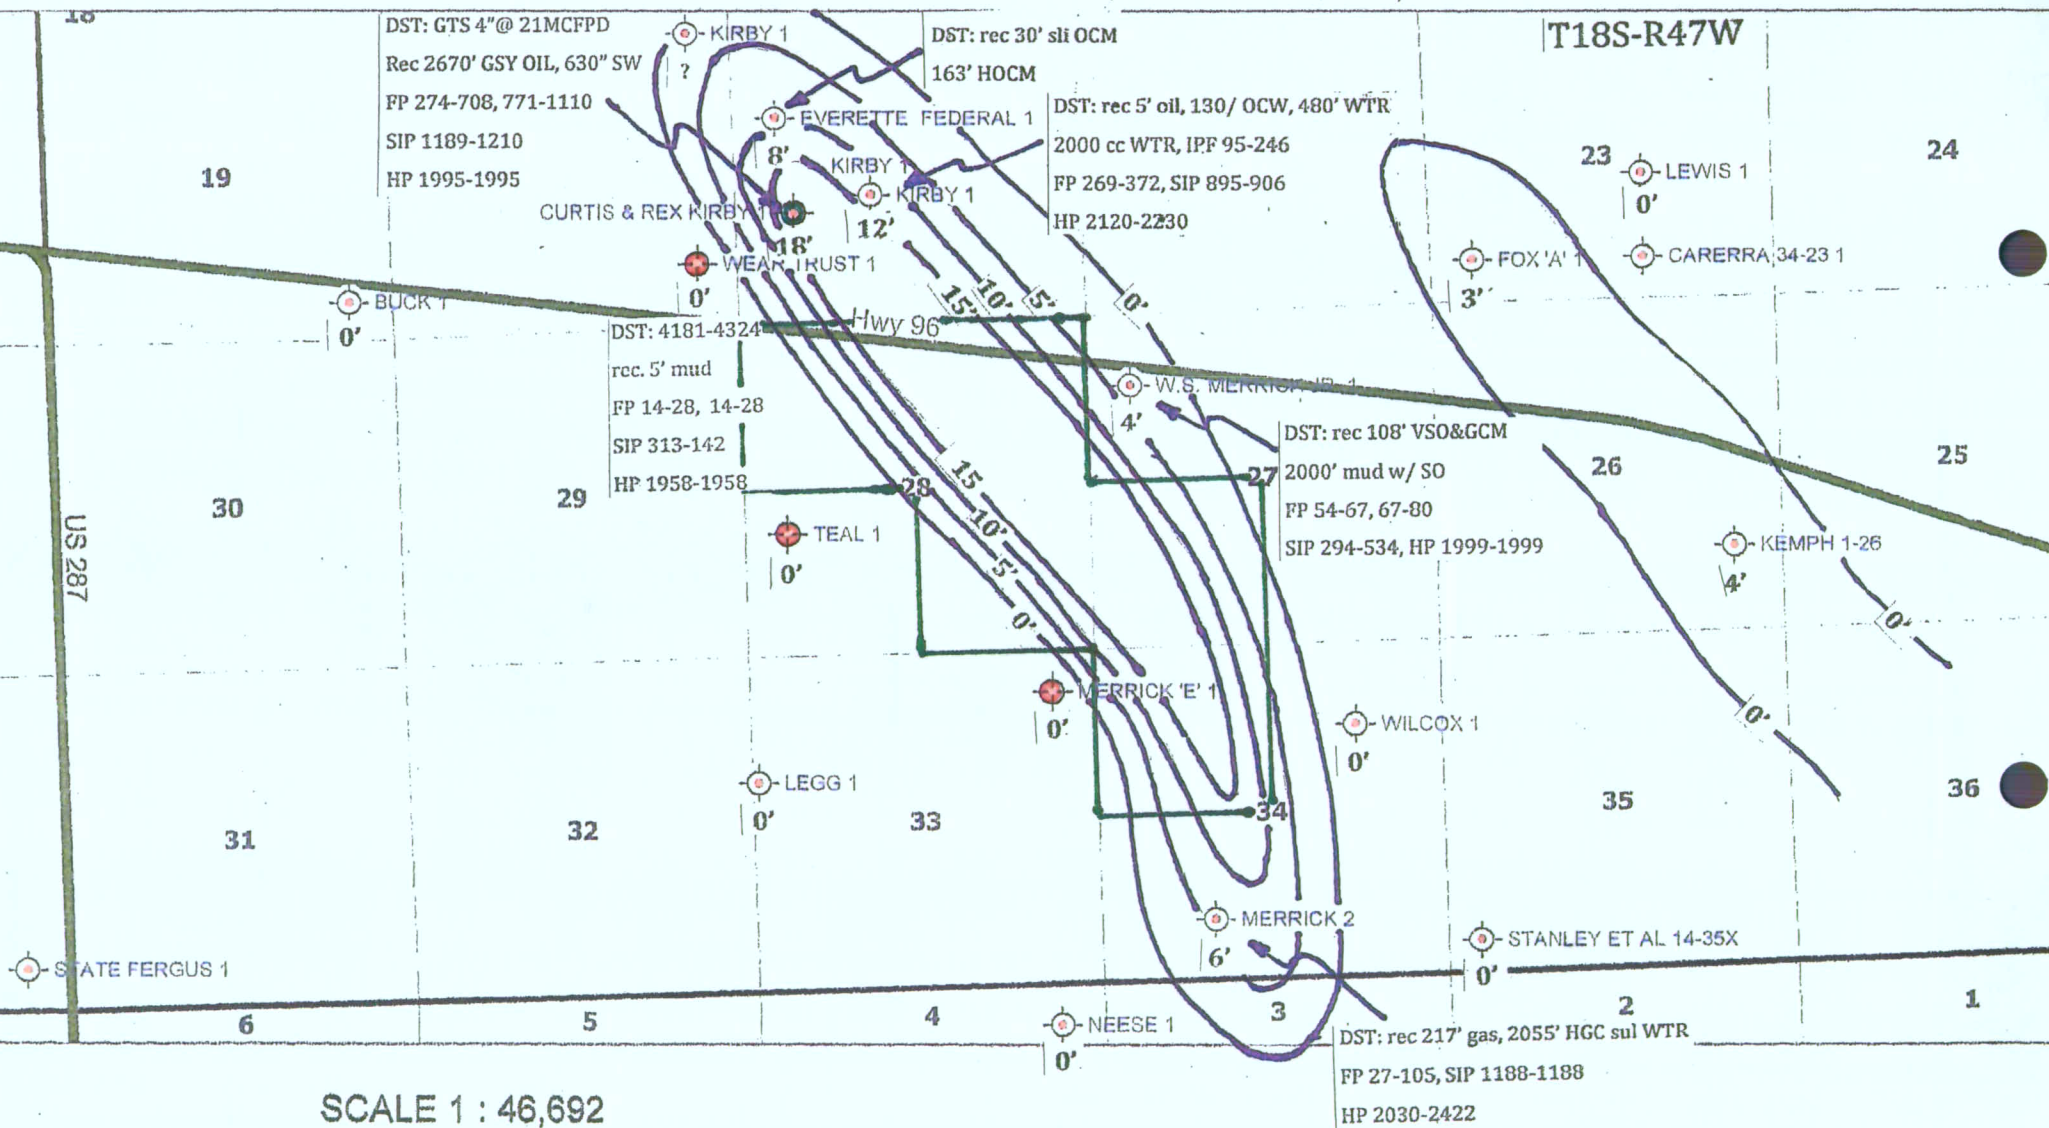 18
T18S-R47W
DST: GTS 4"@ 21MCFPD
Rec 2670' GSY OIL, 630" SW
FP 274-708, 771-1110
SIP 1189-1210
HP 1995-1995
KIRBY 1
?
DST: rec 30' sli OCM
163' HOCM
DST: rec 5' oil, 130/ OCW, 480' WTR
2000 cc WTR, IPF 95-246
FP 269-372, SIP 895-906
HP 2120-2230
EVERETTE FEDERAL 1
8'
KIRBY 1
KIRBY 1
12'
CURTIS & REX KIRBY 1
18'
WEAR TRUST 1
0'
19
23
24
LEWIS 1
0'
FOX 'A' 1
3'
CARERRA 34-23 1
BUCK 1
0'
Hwy 96
15'
10'
5'
0'
DST: 4181-4324
rec. 5' mud
FP 14-28, 14-28
SIP 313-142
HP 1958-1958
W.S. MERRICK JR. 1
4'
DST: rec 108' VSO&GCM
2000' mud w/ SO
FP 54-67, 67-80
SIP 294-534, HP 1999-1999
30
29
28
27
26
25
US 287
TEAL 1
0'
15
10'
5'
0'
KEMPH 1-26
4'
0'
0'
MERRICK 'E' 1
0'
WILCOX 1
0'
LEGG 1
0'
31
32
33
34
35
36
MERRICK 2
6'
STANLEY ET AL 14-35X
0'
STATE FERGUS 1
6
5
4
3
2
1
NEESE 1
0'
DST: rec 217' gas, 2055' HGC sul WTR
FP 27-105, SIP 1188-1188
HP 2030-2422
SCALE 1 : 46,692